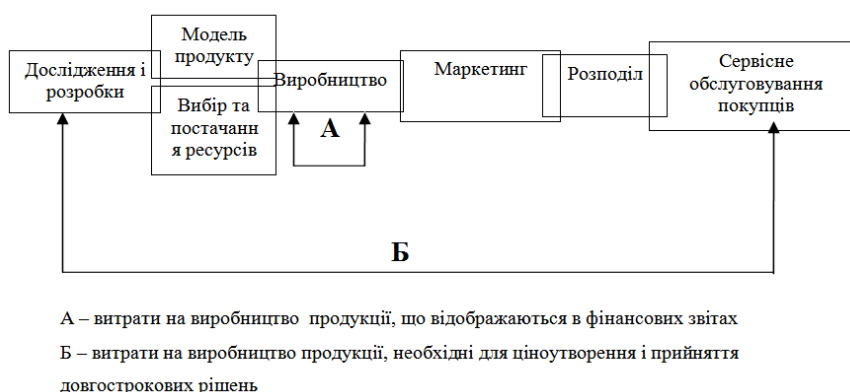 Дослідження і
розробки
Модель
продукту
Вибір та
постачанн
я ресурсів
Виробництво
Маркетинг
Розподіл
Сервісне
обслуговування
покупців
А
Б
А – витрати на виробництво продукції, що відображаються в фінансових звітах
Б – витрати на виробництво продукції, необхідні для ціноутворення і прийняття
довгострокових рішень